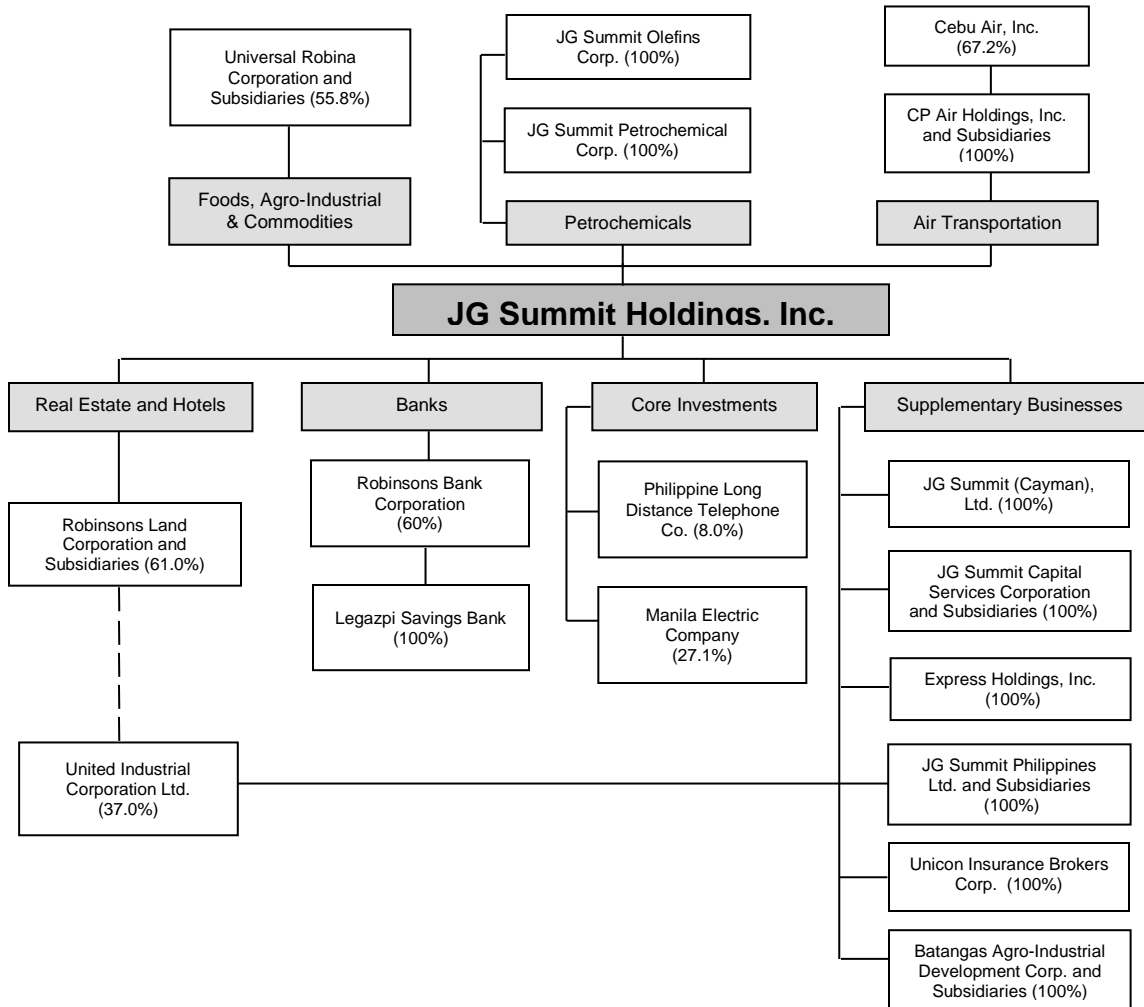 Universal Robina
Corporation and
Subsidiaries (55.8%)
JG Summit Olefins
Corp. (100%)
JG Summit Petrochemical
Corp. (100%)
Cebu Air, Inc.
(67.2%)
CP Air Holdings, Inc.
and Subsidiaries
(100%)
Foods, Agro-Industrial
& Commodities
Petrochemicals
Air Transportation
JG Summit Holdings, Inc.
Real Estate and Hotels
Banks
Core Investments
Supplementary Businesses
Robinsons Land
Corporation and
Subsidiaries (61.0%)
United Industrial
Corporation Ltd.
(37.0%)
Robinsons Bank
Corporation
(60%)
Legazpi Savings Bank
(100%)
Philippine Long
Distance Telephone
Co. (8.0%)
Manila Electric
Company
(27.1%)
JG Summit (Cayman),
Ltd. (100%)
JG Summit Capital
Services Corporation
and Subsidiaries (100%)
Express Holdings, Inc.
(100%)
JG Summit Philippines
Ltd. and Subsidiaries
(100%)
Unicon Insurance Brokers
Corp. (100%)
Batangas Agro-Industrial
Development Corp. and
Subsidiaries (100%)